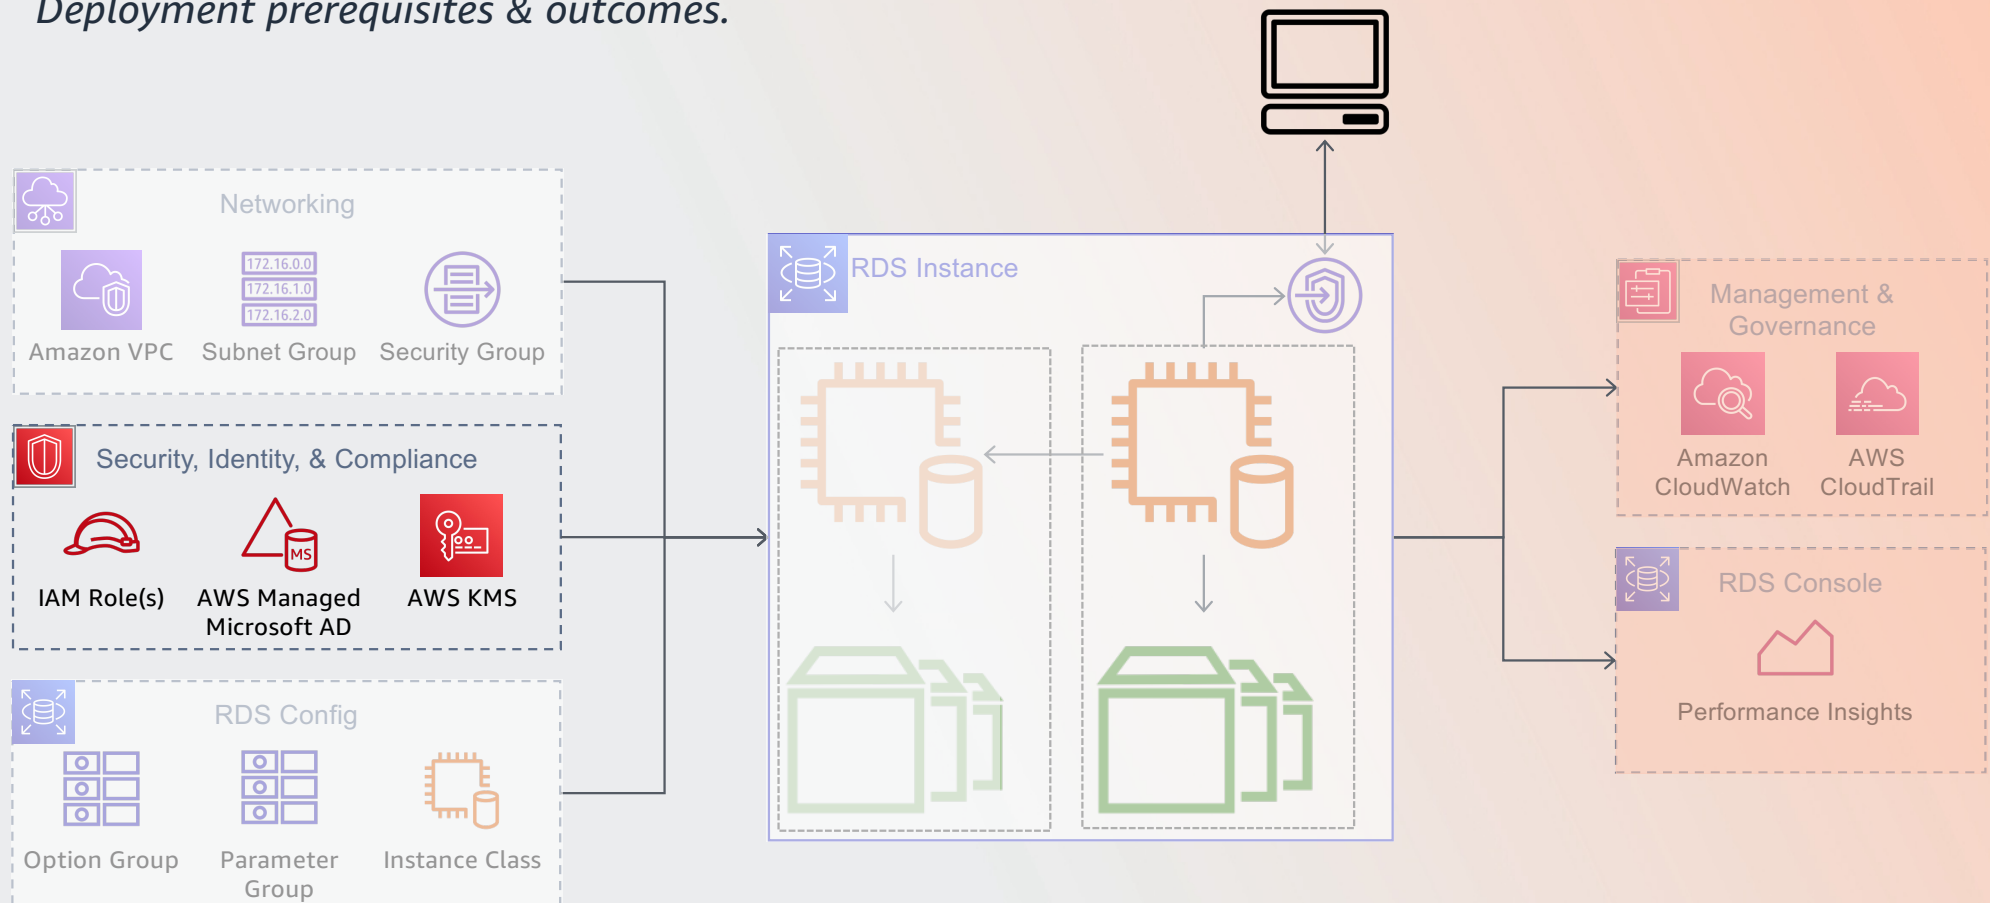 Deployment prerequisites & outcomes.
Networking
172.16.0.0
172.16.1.0
172.16.2.0
Amazon VPC
Subnet Group
Security Group
Security, Identity, & Compliance
MS
IAM Role(s)
AWS Managed
Microsoft AD
AWS KMS
RDS Config
Option Group
Parameter
Group
Instance Class
RDS Instance
Management &
Governance
Amazon
CloudWatch
AWS
CloudTrail
RDS Console
Performance Insights